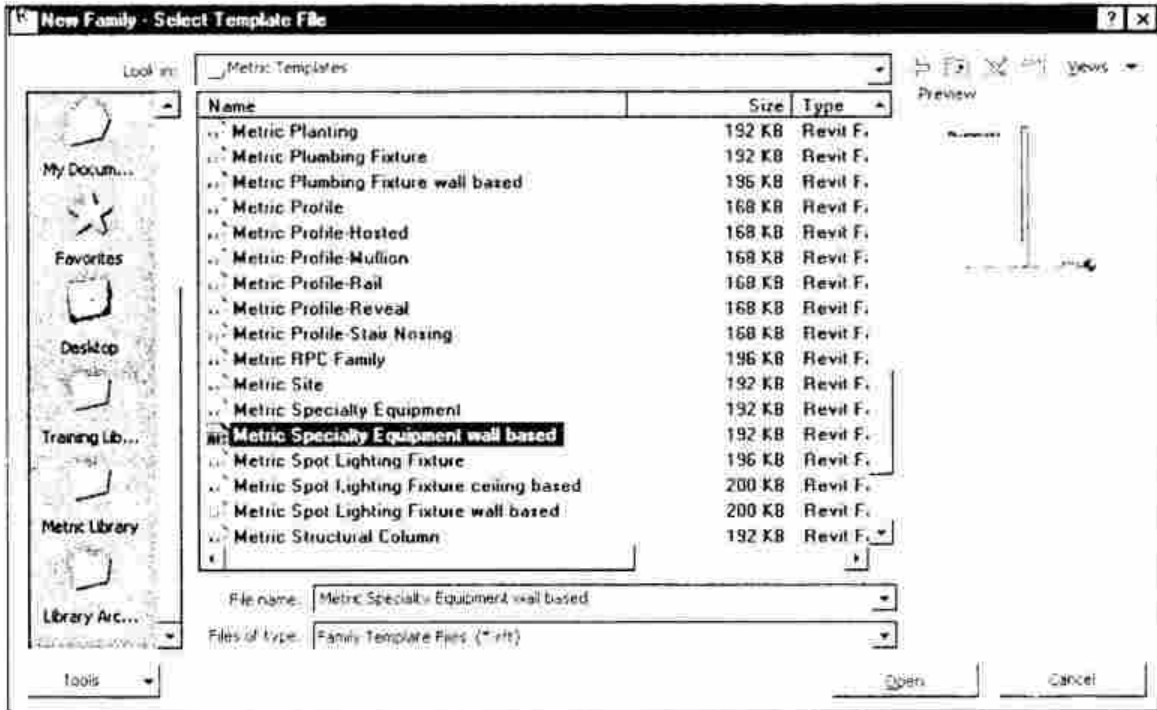 New Family - Select Template File
Look in: Metric Templates Views
Preview
Name Size Type
Metric Planting 192 KB Revit F.
Metric Plumbing Fixture 192 KB Revit F.
Metric Plumbing Fixture wall based 196 KB Revit F.
Metric Profile 168 KB Revit F.
Metric Profile-Hosted 168 KB Revit F.
Metric Profile-Mullion 168 KB Revit F.
Metric Profile-Rail 168 KB Revit F.
Metric Profile-Reveal 168 KB Revit F.
Metric Profile-Stair Nosing 168 KB Revit F.
Metric RPC Family 196 KB Revit F.
Metric Site 192 KB Revit F.
Metric Specialty Equipment 192 KB Revit F.
Metric Specialty Equipment wall based 192 KB Revit F.
Metric Spot Lighting Fixture 196 KB Revit F.
Metric Spot Lighting Fixture ceiling based 200 KB Revit F.
Metric Spot Lighting Fixture wall based 200 KB Revit F.
Metric Structural Column 192 KB Revit F.
My Docum...
Favorites
Desktop
Training Lib...
Metric Library
Library Arc...
File name: Metric Specialty Equipment wall based
Files of type: Family Template Files (*.rft)
Tools Open Cancel